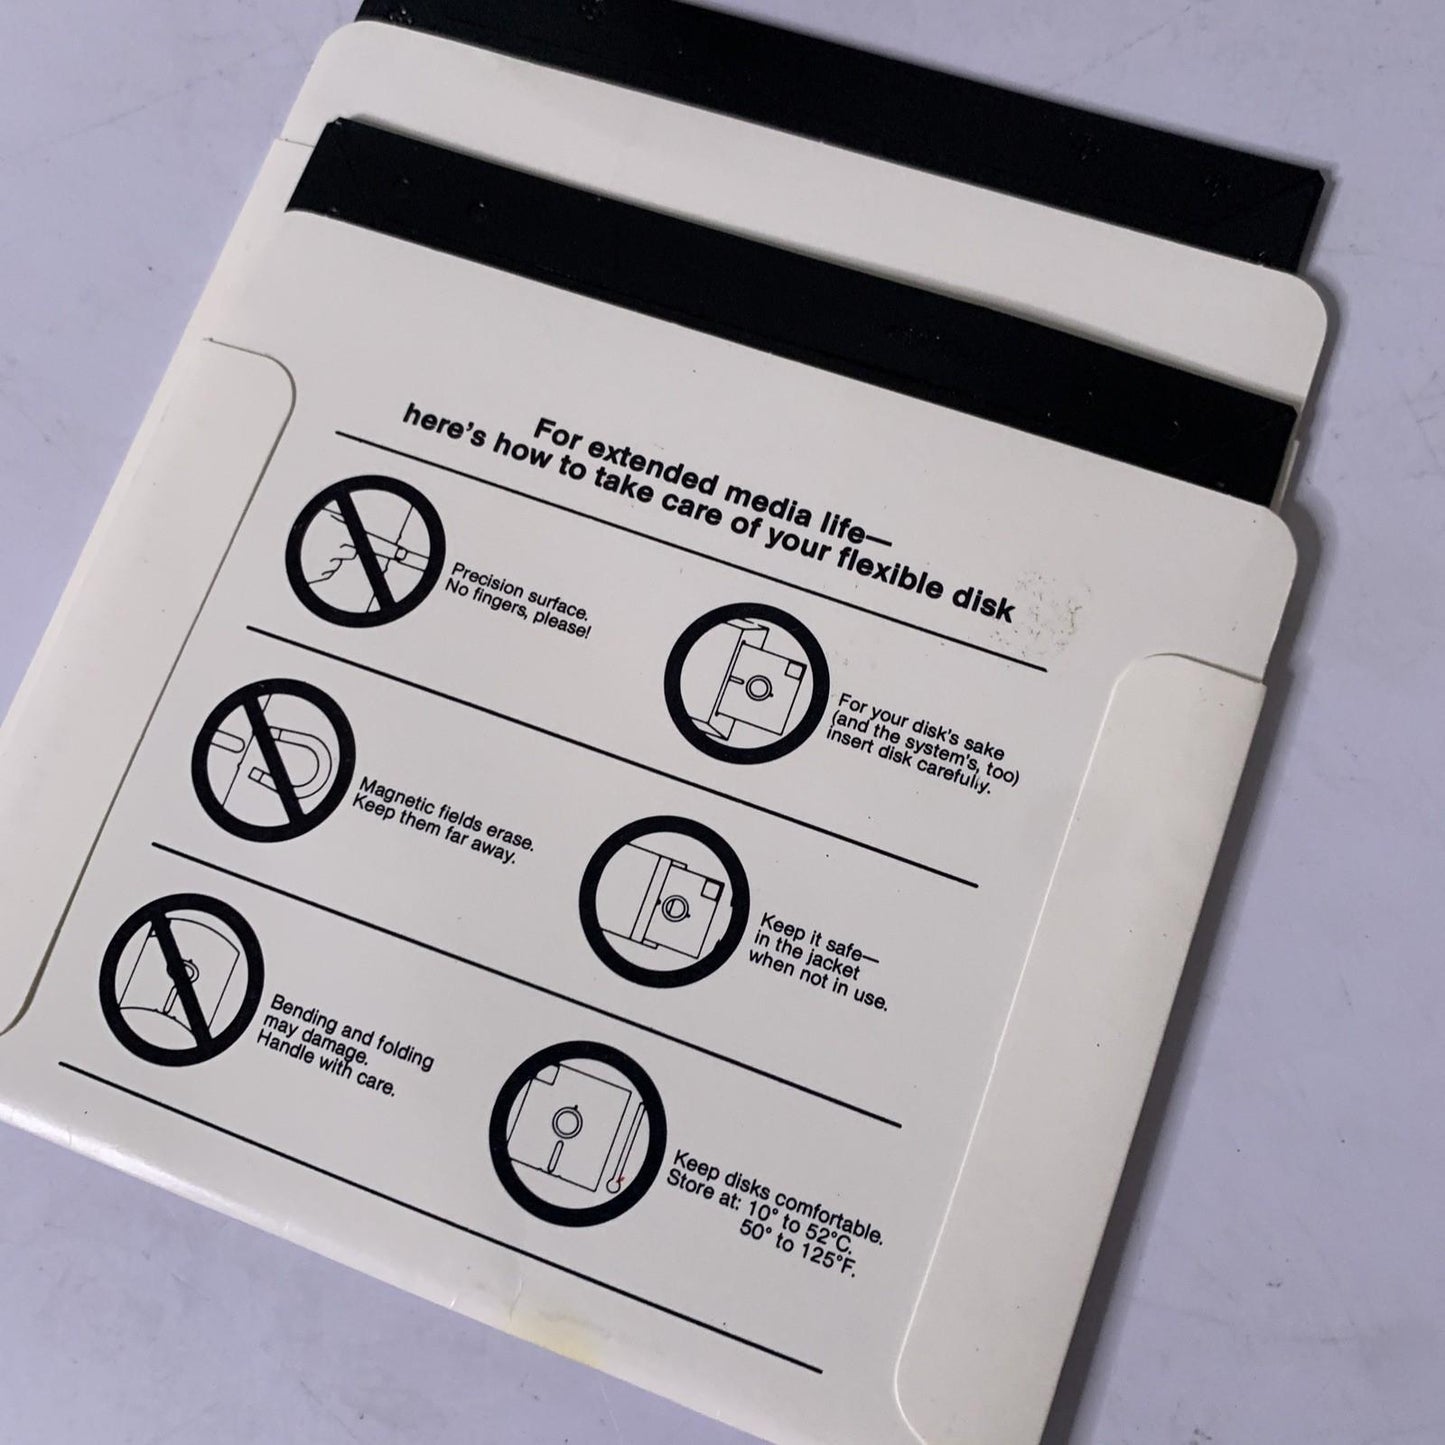 For extended media life—
here's how to take care of your flexible disk
Precision surface.
No fingers, please!
For your disk's sake
(and the system's, too)
insert disk carefully.
Magnetic fields erase.
Keep them far away.
Keep it safe—
in the jacket
when not in use.
Bending and folding
may damage.
Handle with care.
Keep disks comfortable.
Store at: 10° to 52°C.
50° to 125°F.